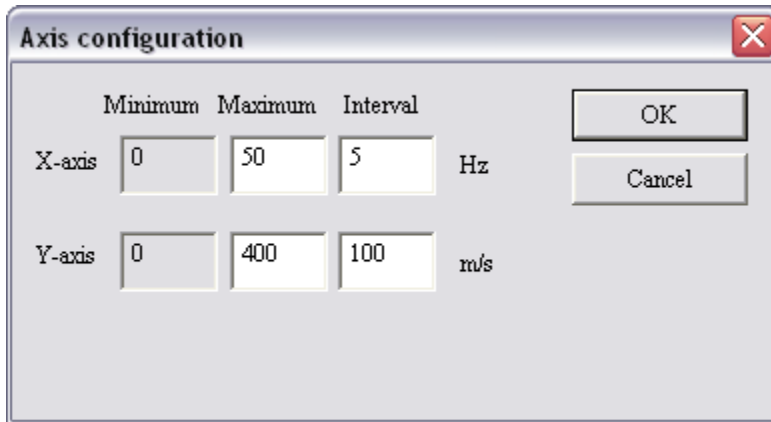 Axis configuration
Minimum Maximum Interval
OK
X-axis 0 50 5 Hz
Cancel
Y-axis 0 400 100 m/s